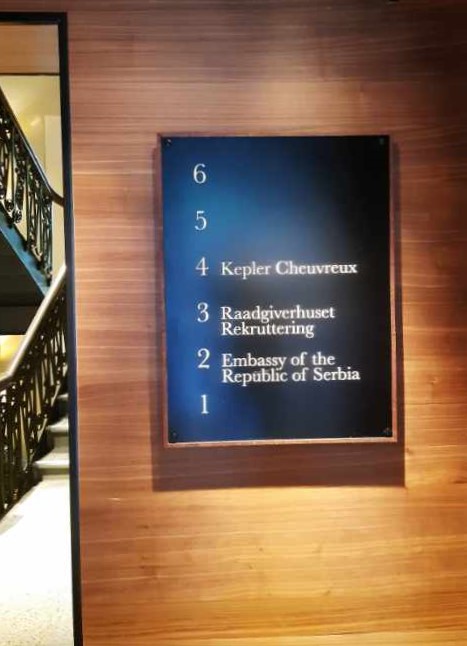 6
5
4 Kepler Cheuvreux
3 Raadgiverhuset
Rekruttering
2 Embassy of the
Republic of Serbia
1